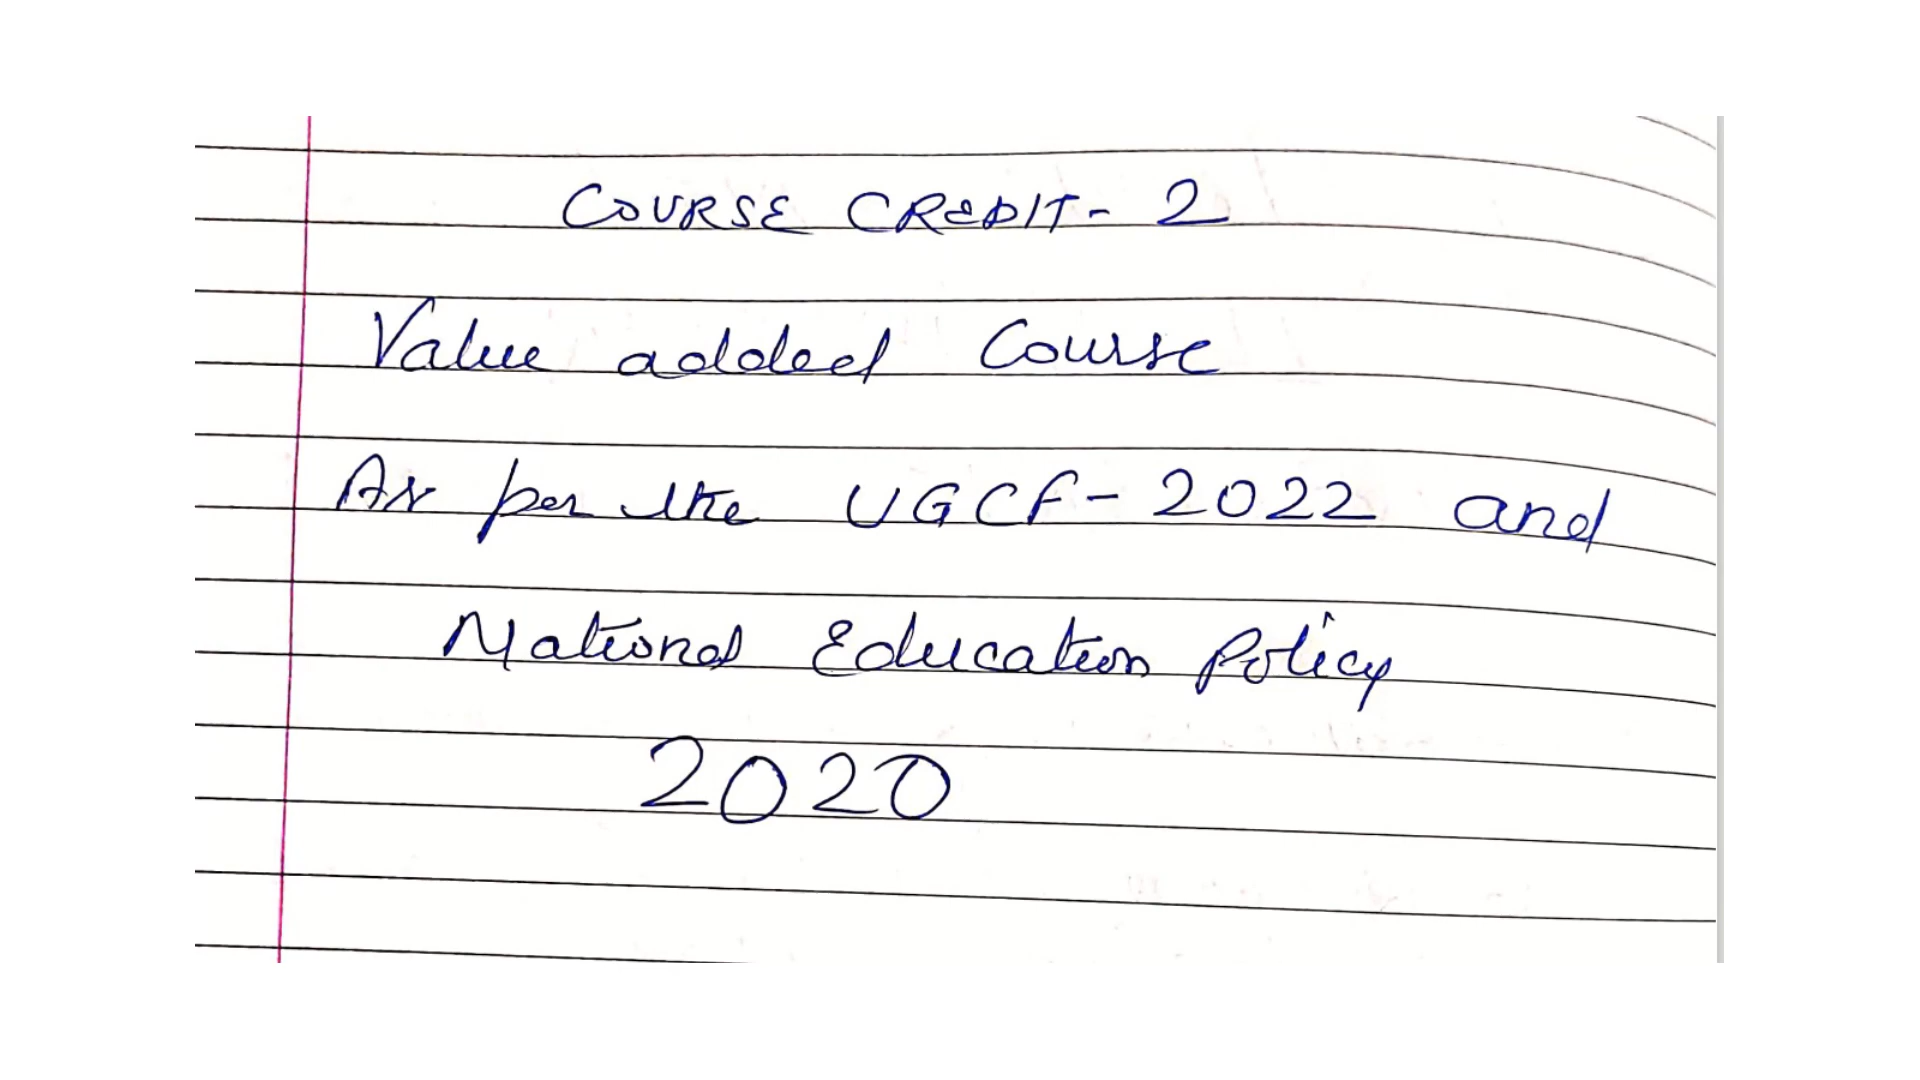 COURSE CREDIT- 2
Value added Course
As per the UGCF-2022 and
National Education Policy
2020